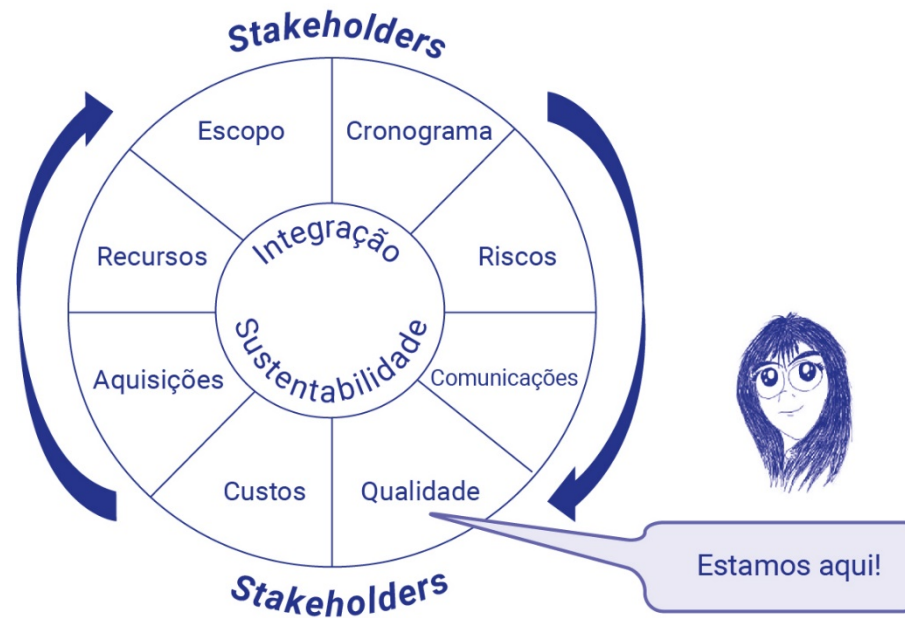 Stakeholders
Escopo
Cronograma
Recursos
Integração
Riscos
Sustentabilidade
Aquisições
Comunicações
Custos
Qualidade
Estamos aqui!
Stakeholders